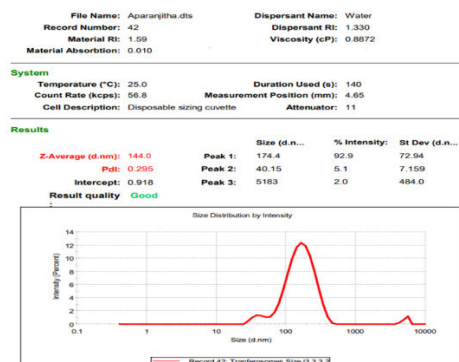 File Name: Aparanjitha.dts Dispersant Name: Water
Record Number: 42 Dispersant RI: 1.330
Material RI: 1.59 Viscosity (cP): 0.8872
Material Absorbtion: 0.010
System
Temperature (°C): 25.0 Duration Used (s): 140
Count Rate (kcps): 56.8 Measurement Position (mm): 4.65
Cell Description: Disposable sizing cuvette Attenuator: 11
Results
Size (d.n... % Intensity: St Dev (d.n...
Z-Average (d.nm): 144.0 Peak 1: 174.4 92.9 72.94
PdI: 0.295 Peak 2: 40.15 5.1 7.159
Intercept: 0.918 Peak 3: 5183 2.0 484.0
Result quality Good
:
Size Distribution by Intensity
Intensity (Percent)
14
12
10
8
6
4
2
0
0.1 1 10 100 1000 10000
Size (d.nm)
Record 42: Tranferosomes Size